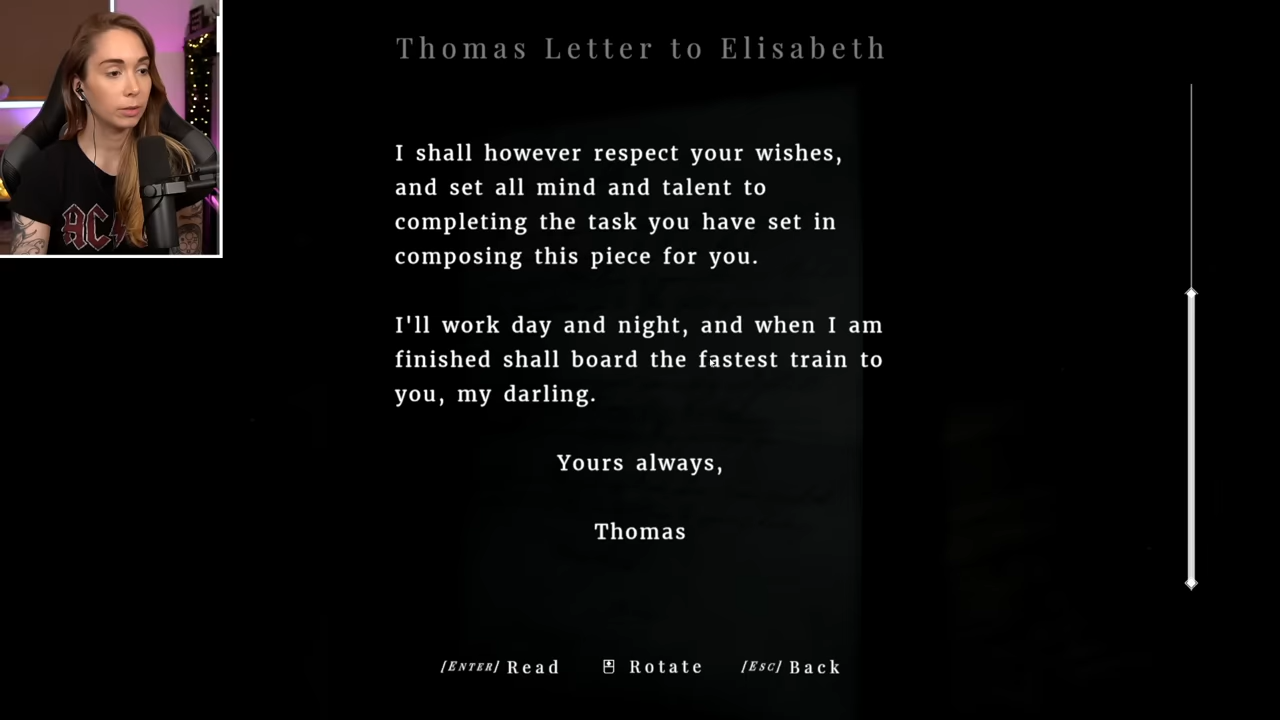 Thomas Letter to Elisabeth
I shall however respect your wishes,
and set all mind and talent to
completing the task you have set in
composing this piece for you.
I'll work day and night, and when I am
finished shall board the fastest train to
you, my darling.
Yours always,
Thomas
[ENTER] Read Rotate [ESC] Back